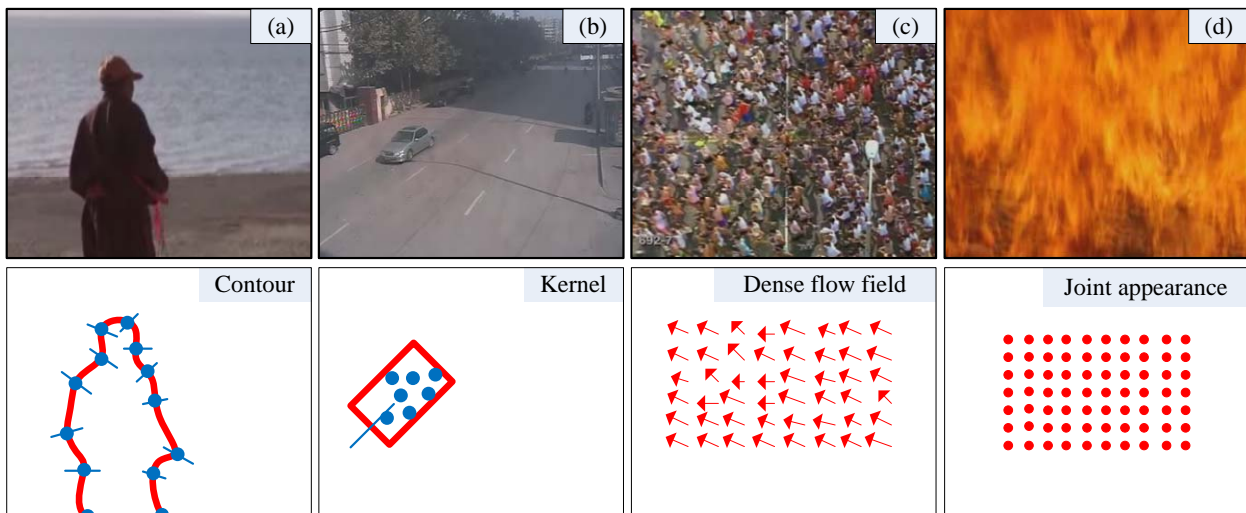 (a)
(b)
(c)
(d)
692-7
Contour
Kernel
Dense flow field
Joint appearance